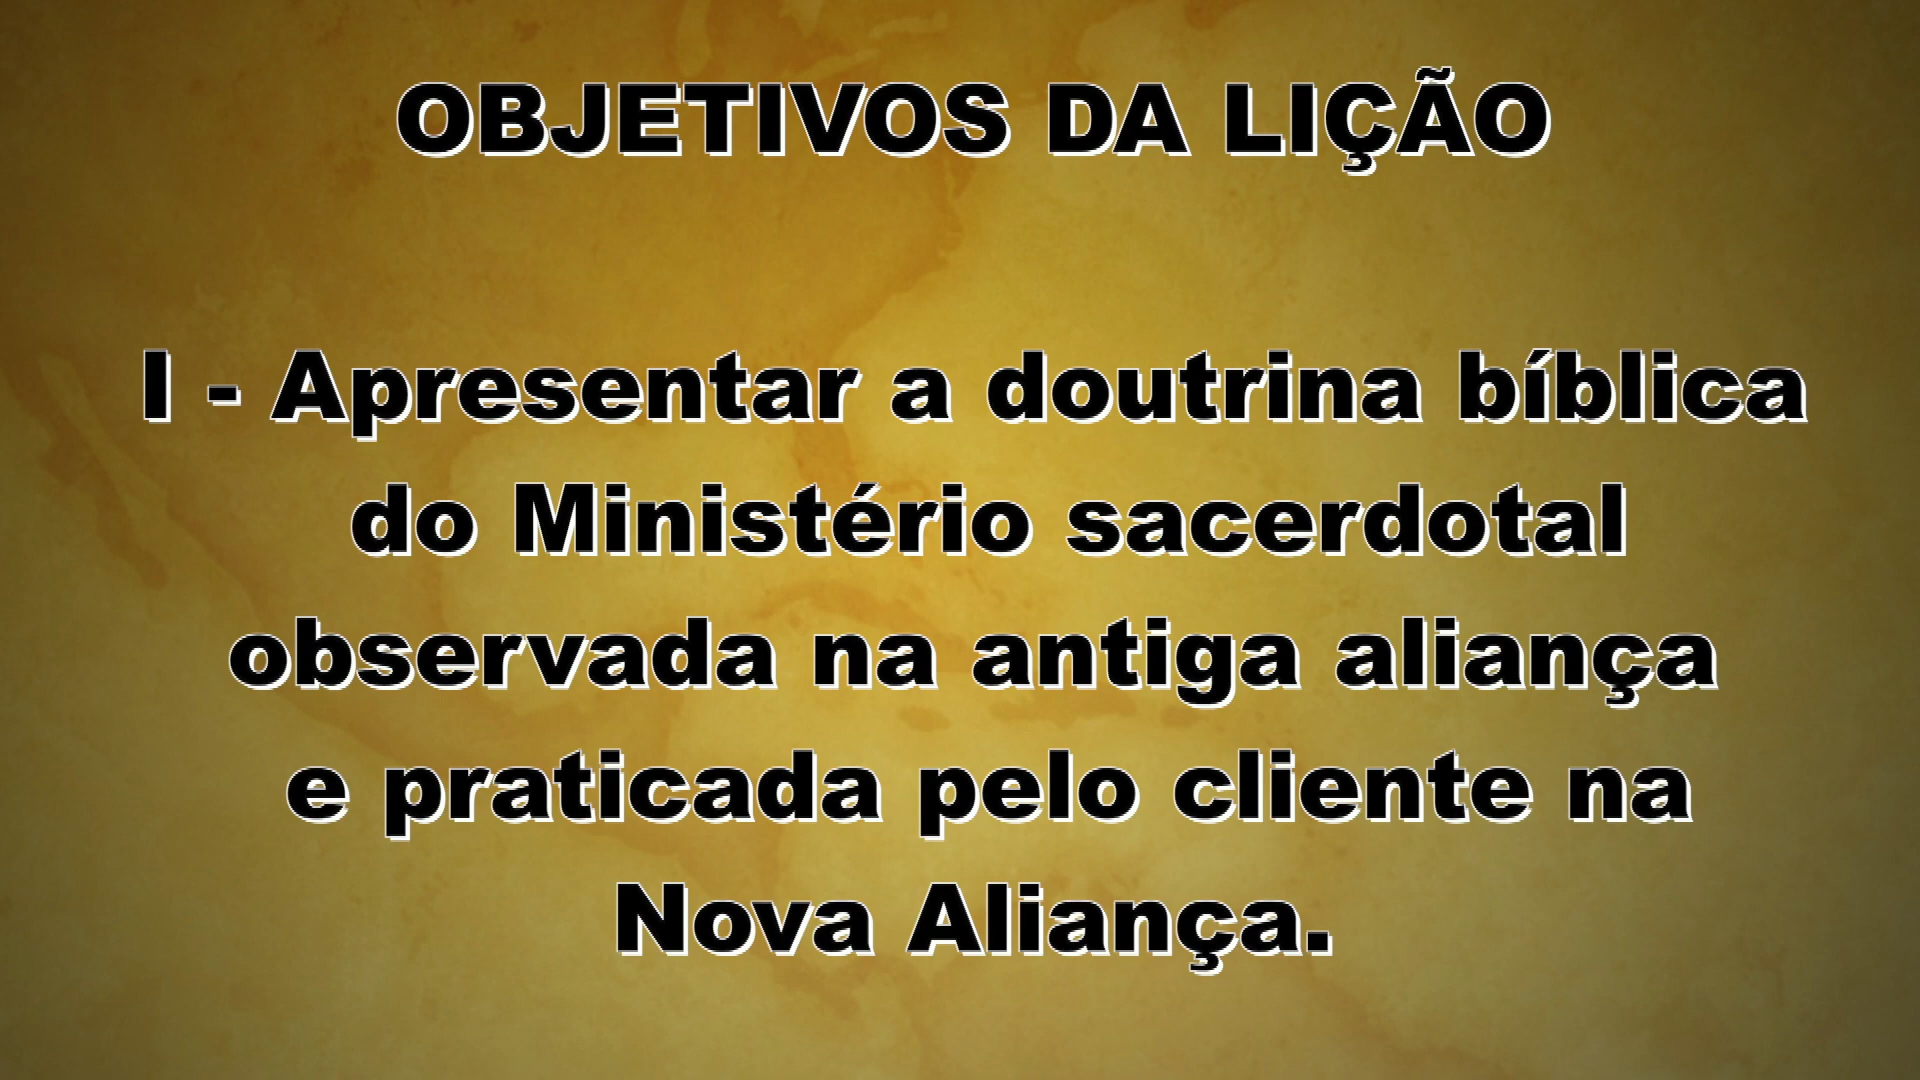 OBJETIVOS DA LIÇÃO
I - Apresentar a doutrina bíblica
do Ministério sacerdotal
observada na antiga aliança
e praticada pelo cliente na
Nova Aliança.